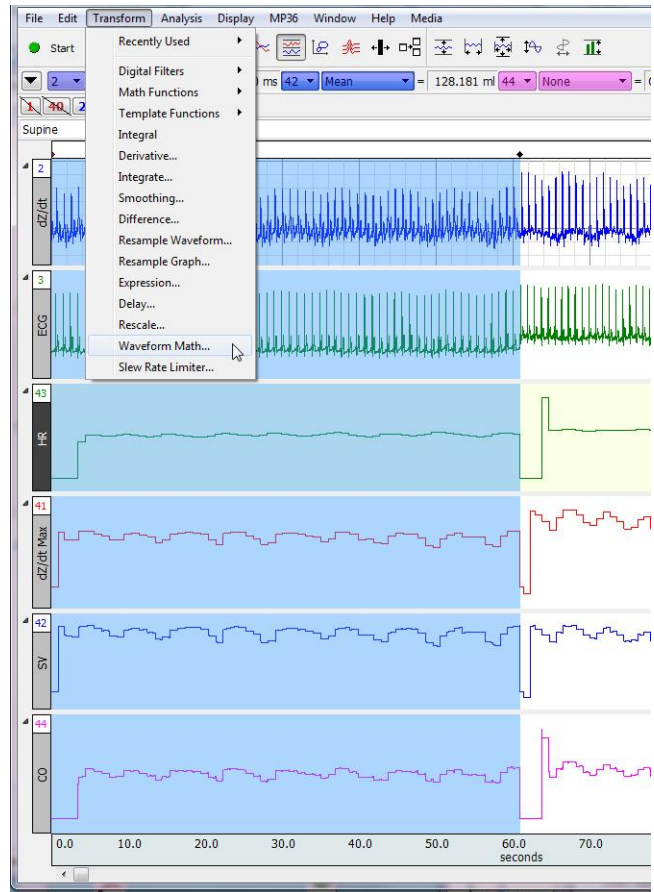 File Edit Transform Analysis Display MP36 Window Help Media
Start
Recently Used
Digital Filters
Math Functions
Template Functions
Integral
Derivative...
Integrate...
Smoothing...
Difference...
Resample Waveform...
Resample Graph...
Expression...
Delay...
Rescale...
Waveform Math...
Slew Rate Limiter...
2 ms 42 Mean = 128.181 ml 44 None =
1 40 2
Supine
2
dZ/dt
3
ECG
43
HR
41
dZ/dt Max
42
SV
44
CO
0.0 10.0 20.0 30.0 40.0 50.0 60.0 70.0
seconds